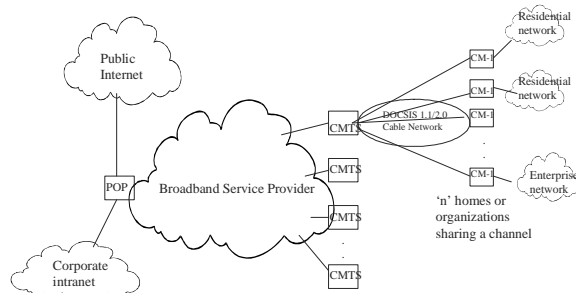 Public
Internet
POP
Corporate
intranet
Broadband Service Provider
CMTS
CMTS
CMTS
CMTS
DOCSIS 1.1/2.0
Cable Network
CM-1
CM-1
CM-1
CM-1
Residential
network
Residential
network
Enterprise
network
‘n’ homes or
organizations
sharing a channel